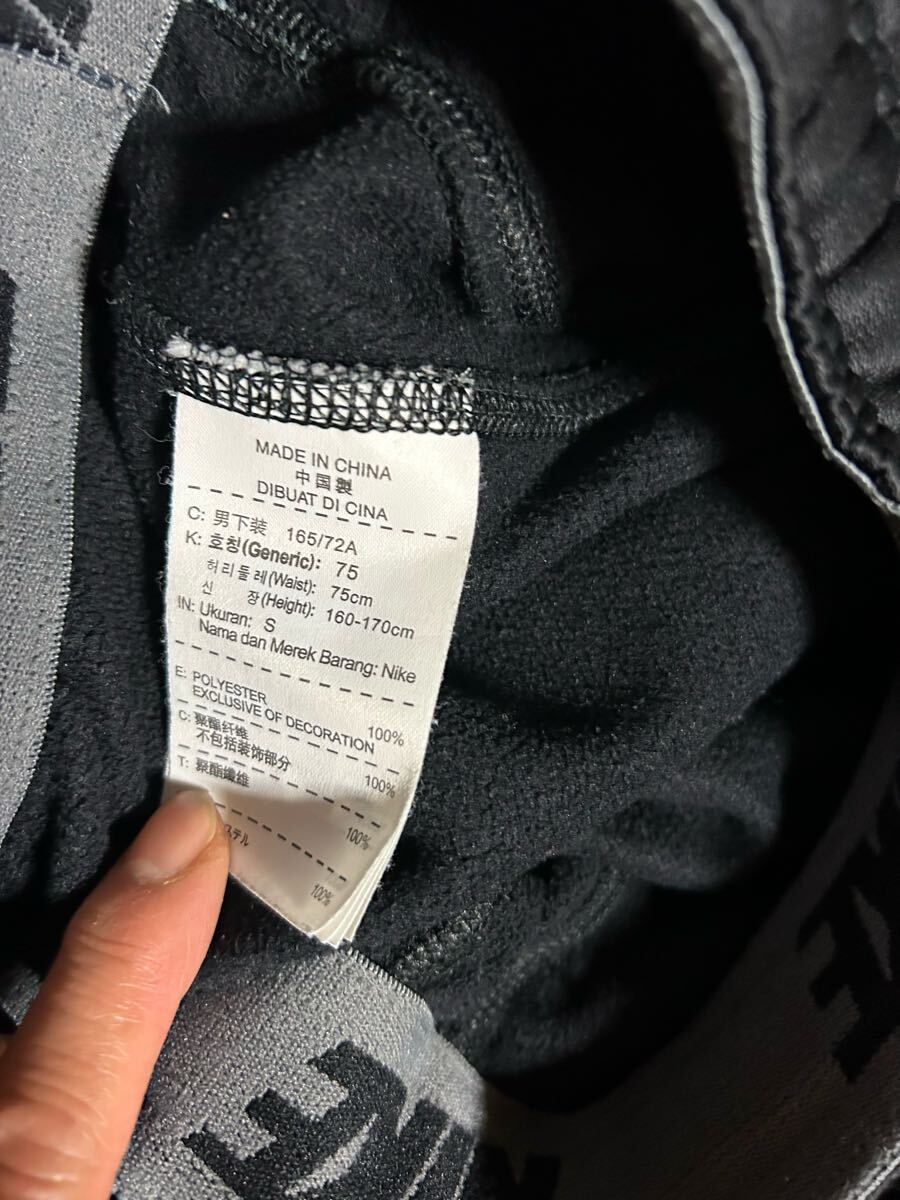 MADE IN CHINA
中国製
DIBUAT DI CINA
C: 男下装 165/72A
K: 호칭(Generic): 75
허리둘레(Waist): 75cm
신 장(Height): 160-170cm
IN: Ukuran: S
Nama dan Merek Barang: Nike
E: POLYESTER 100%
EXCLUSIVE OF DECORATION
C: 聚酯纤维 100%
不包括装饰部分
T: 聚酯纖維 100%
ステル 100%